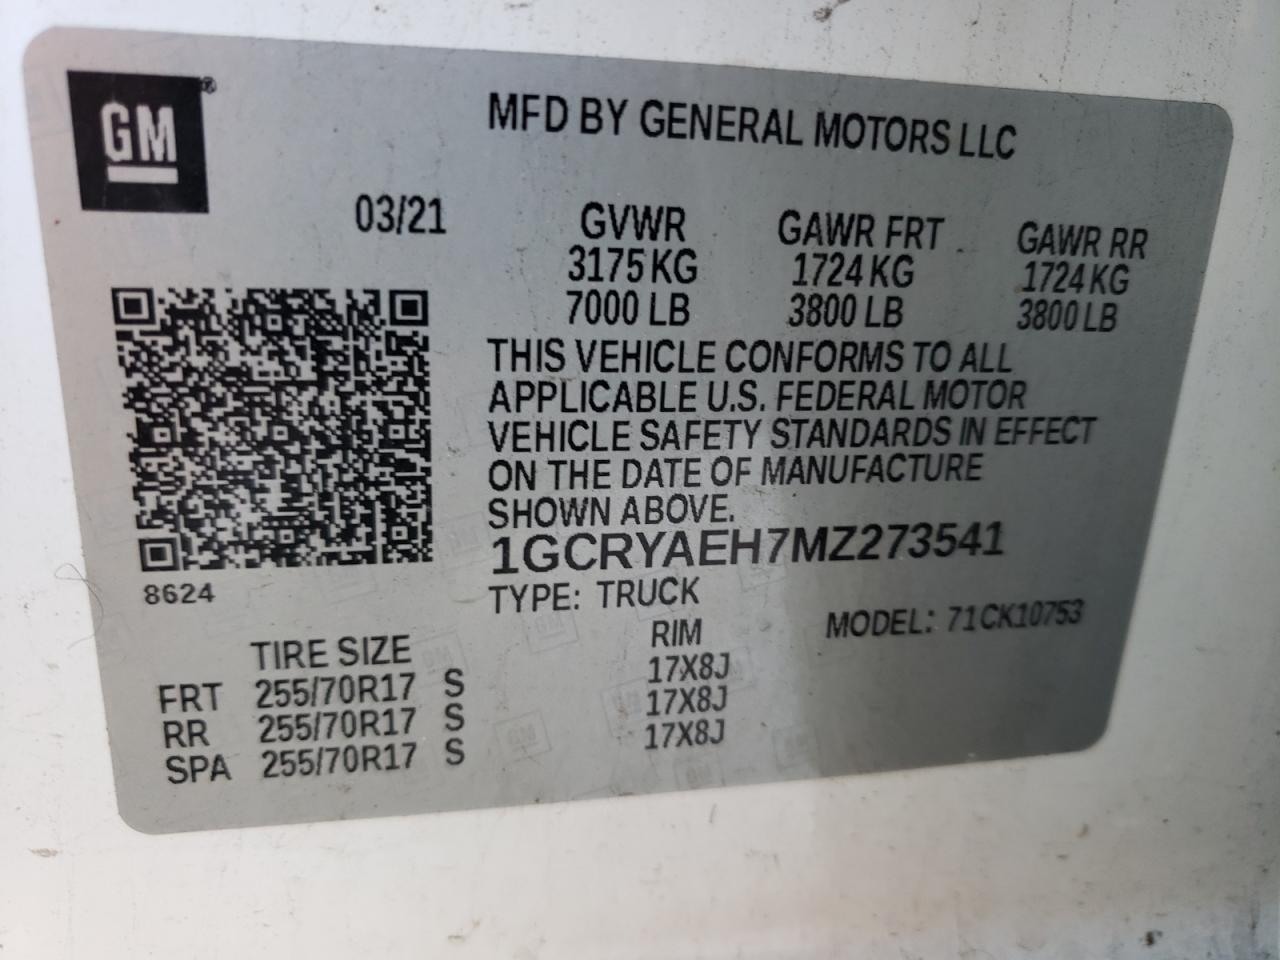 GM®
MFD BY GENERAL MOTORS LLC
03/21
GVWR GAWR FRT GAWR RR
3175 KG 1724 KG 1724 KG
7000 LB 3800 LB 3800 LB
THIS VEHICLE CONFORMS TO ALL
APPLICABLE U.S. FEDERAL MOTOR
VEHICLE SAFETY STANDARDS IN EFFECT
ON THE DATE OF MANUFACTURE
SHOWN ABOVE.
1GCRYAEH7MZ273541
8624
TYPE: TRUCK
MODEL: 71CK10753
TIRE SIZE RIM
FRT 255/70R17 S 17X8J
RR 255/70R17 S 17X8J
SPA 255/70R17 S 17X8J